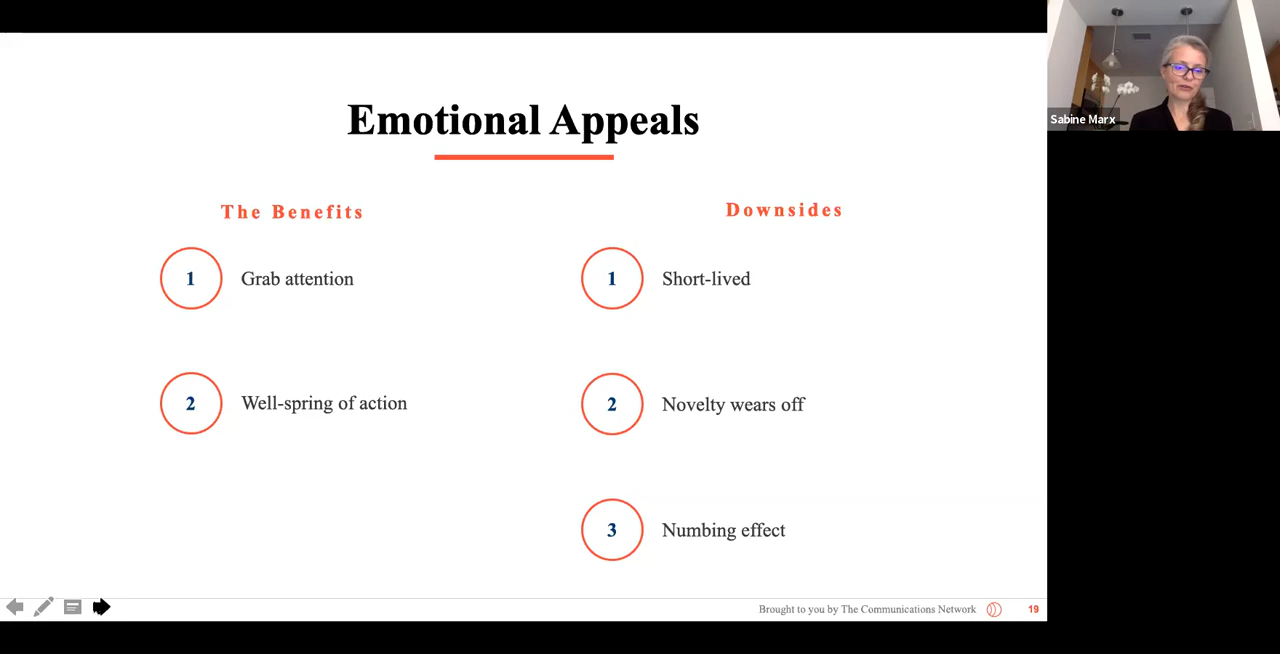 Emotional Appeals
The Benefits
1 Grab attention
2 Well-spring of action
Downsides
1 Short-lived
2 Novelty wears off
3 Numbing effect
Brought to you by The Communications Network 19
Sabine Marx